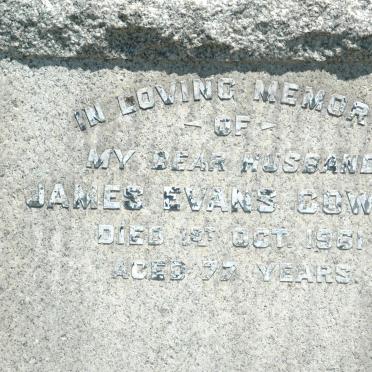 IN LOVING MEMOR
- OF -
MY DEAR HUSBAND
JAMES EVANS COW
DIED 1ST OCT 1961
AGED 77 YEARS.